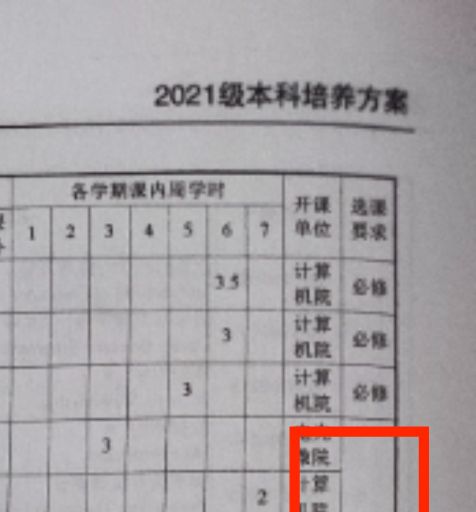 2021级本科培养方案
各学期课内周学时
开课
单位
选课
要求
1 2 3 4 5 6 7
3.5
计算
机院
必修
3
计算
机院
必修
3
计算
机院
必修
3
院
2
计算
机院